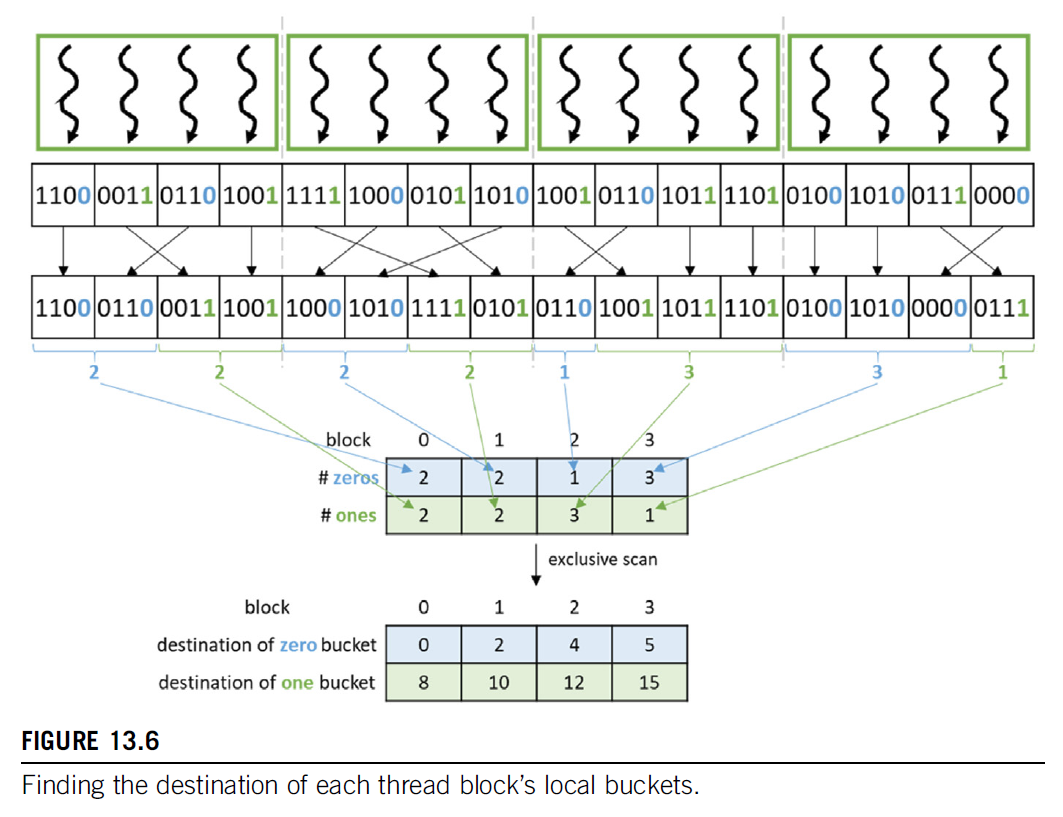 1100 0011 0110 1001 1111 1000 0101 1010 1001 0110 1011 1101 0100 1010 0111 0000
1100 0110 0011 1001 1000 1010 1111 0101 0110 1001 1011 1101 0100 1010 0000 0111
2 2 2 2 1 3 3 1
block 0 1 2 3
# zeros 2 2 1 3
# ones 2 2 3 1
exclusive scan
block 0 1 2 3
destination of zero bucket 0 2 4 5
destination of one bucket 8 10 12 15
FIGURE 13.6
Finding the destination of each thread block's local buckets.